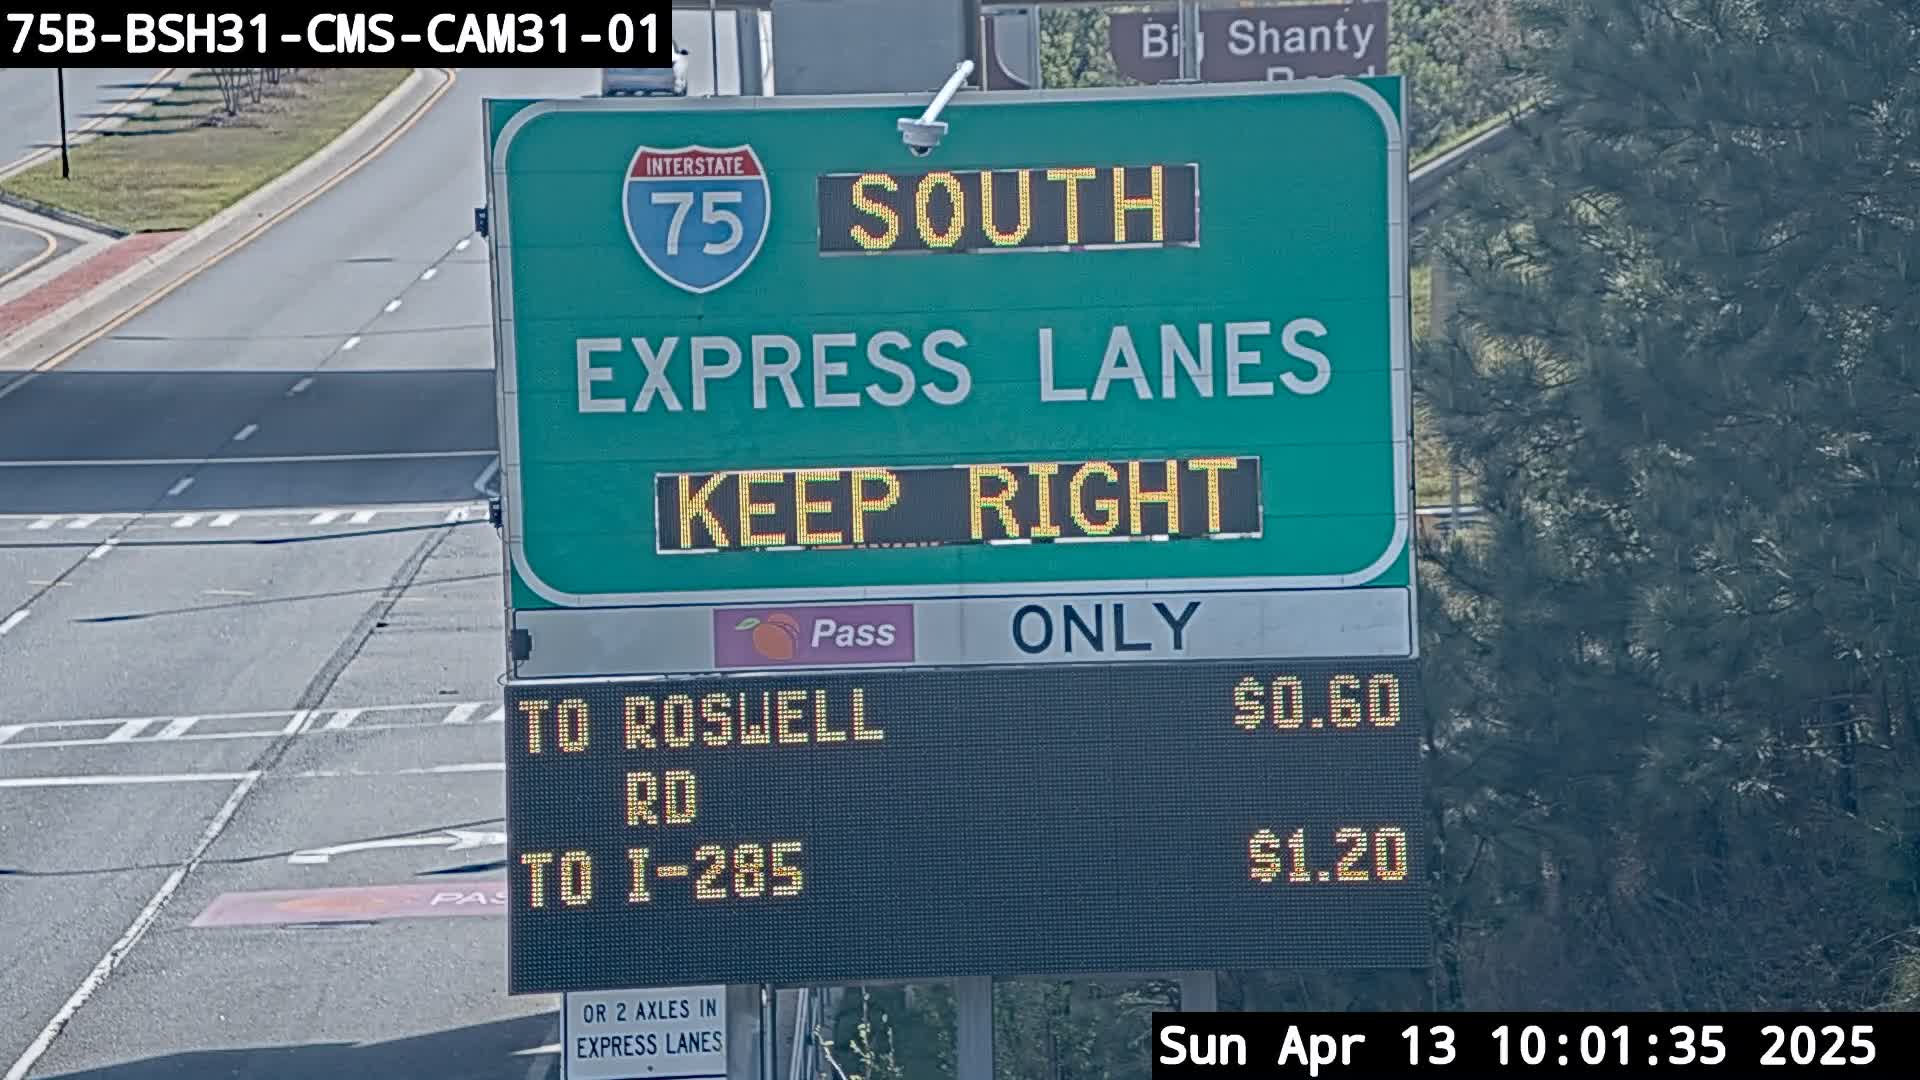 75B-BSH31-CMS-CAM31-01
Big Shanty
Road
INTERSTATE
75
SOUTH
EXPRESS LANES
KEEP RIGHT
Pass ONLY
TO ROSWELL $0.60
RD
TO I-285 $1.20
PAS
OR 2 AXLES IN
EXPRESS LANES
Sun Apr 13 10:01:35 2025